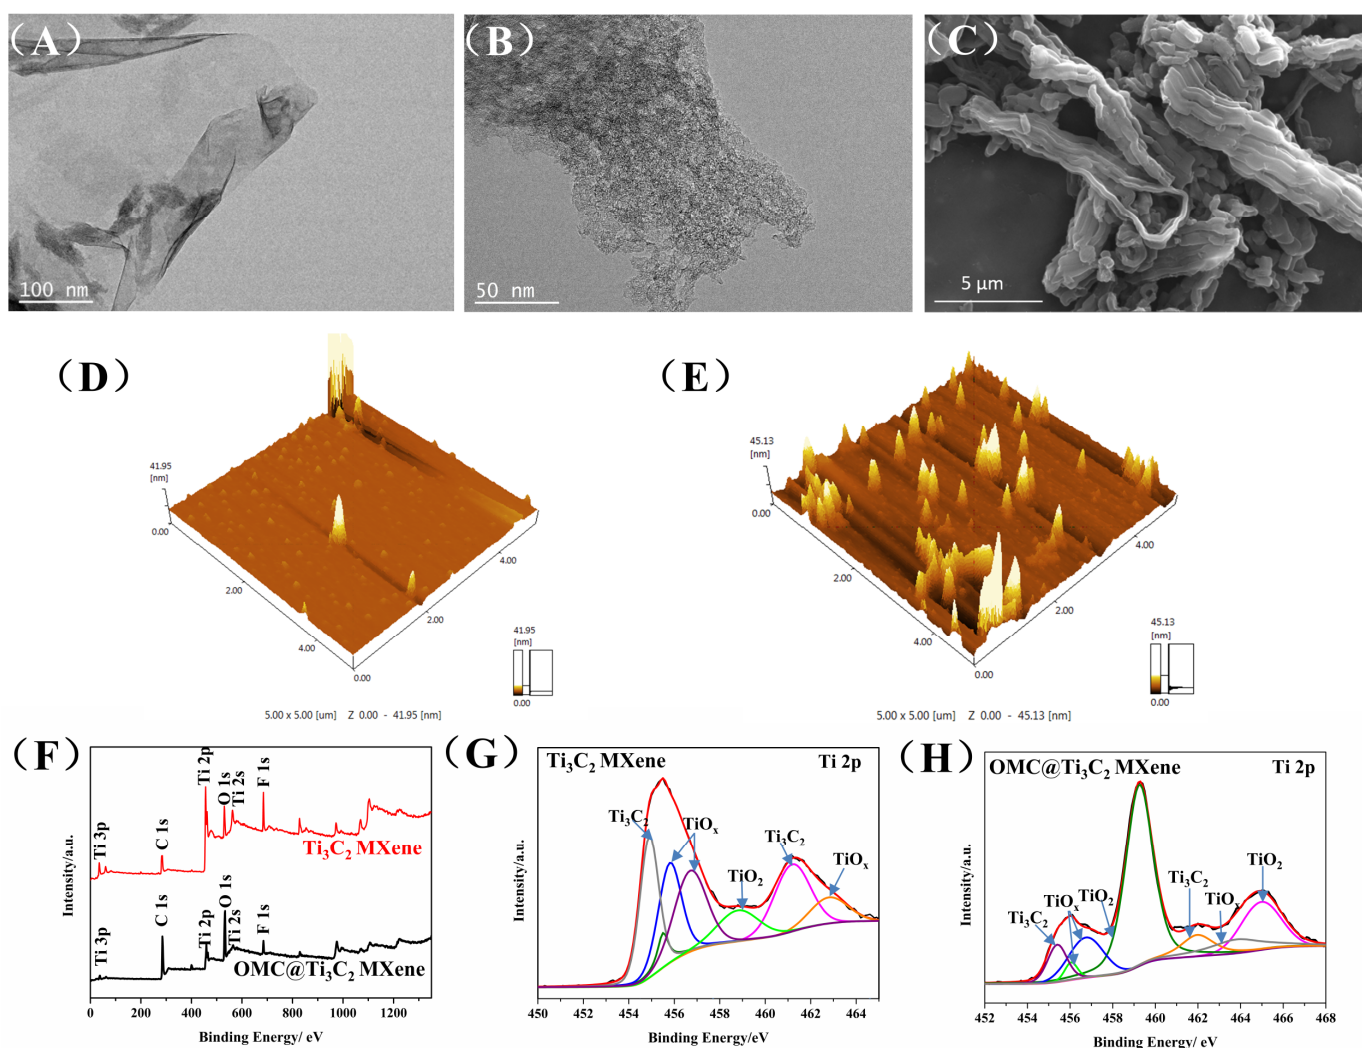 (A)
100 nm
(B)
50 nm
(C)
5 μm
(D)
41.95
[nm]
0.00
2.00
4.00
0.00
2.00
4.00
41.95
[nm]
0.00
5.00 x 5.00 [um]   Z  0.00  -  41.95 [nm]
(E)
45.13
[nm]
0.00
2.00
4.00
0.00
2.00
4.00
45.13
[nm]
0.00
5.00 x 5.00 [um]   Z  0.00  -  45.13 [nm]
(F)
Intensity/a.u.
Ti 3p
C 1s
Ti 2p
O 1s
Ti 2s
F 1s
Ti₃C₂ MXene
Ti 3p
C 1s
Ti 2p
O 1s
Ti 2s
F 1s
OMC@Ti₃C₂ MXene
0 200 400 600 800 1000 1200
Binding Energy/ eV
(G)
Ti₃C₂ MXene
Ti 2p
Intensity/a.u.
Ti₃C₂
TiOₓ
TiO₂
Ti₃C₂
TiOₓ
450 452 454 456 458 460 462 464
Binding Energy/ eV
(H)
OMC@Ti₃C₂ MXene
Ti 2p
Intensity/a.u.
Ti₃C₂
TiOₓ
TiO₂
Ti₃C₂
TiOₓ
TiO₂
452 454 456 458 460 462 464 466 468
Binding Energy/ eV